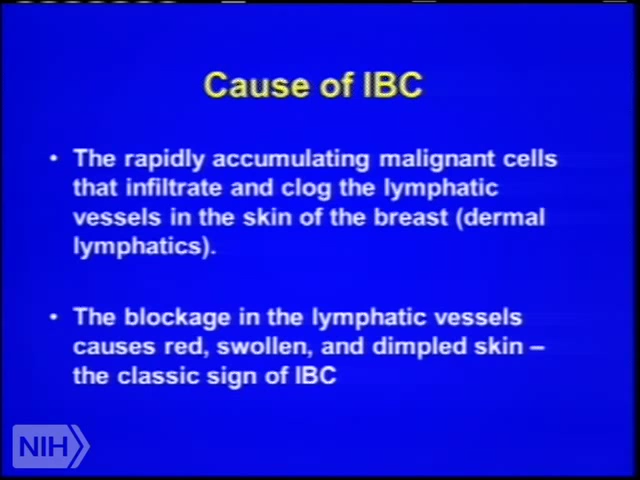 Cause of IBC
• The rapidly accumulating malignant cells
that infiltrate and clog the lymphatic
vessels in the skin of the breast (dermal
lymphatics).
• The blockage in the lymphatic vessels
causes red, swollen, and dimpled skin –
the classic sign of IBC
NIH